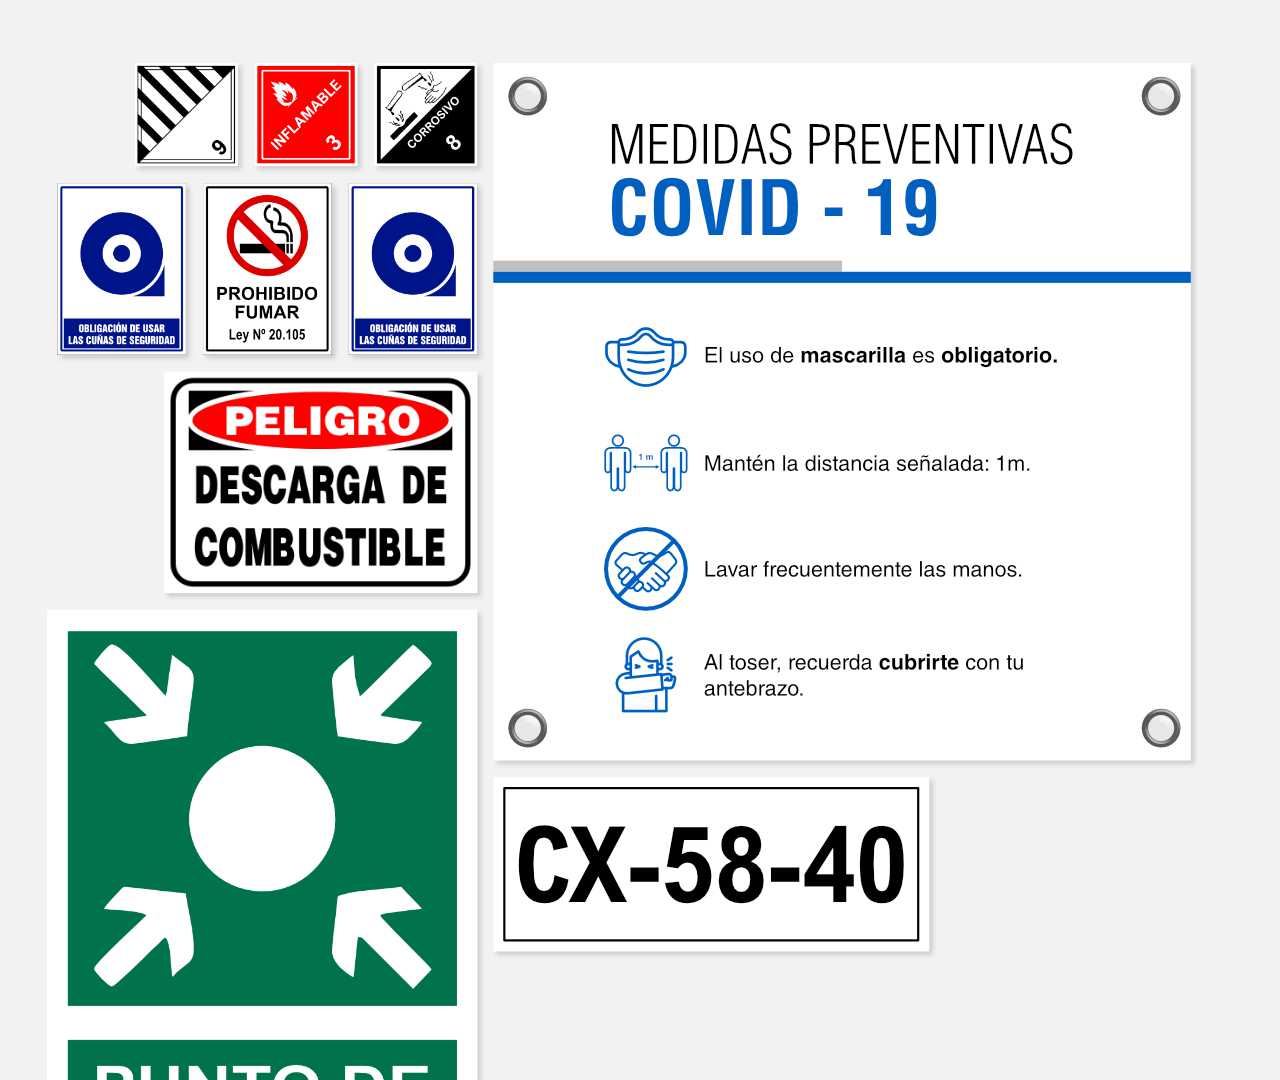 9
INFLAMABLE
3
CORROSIVO
8
OBLIGACIÓN DE USAR
LAS CUÑAS DE SEGURIDAD
PROHIBIDO
FUMAR
Ley Nº 20.105
OBLIGACIÓN DE USAR
LAS CUÑAS DE SEGURIDAD
PELIGRO
DESCARGA DE
COMBUSTIBLE
PUNTO DE
MEDIDAS PREVENTIVAS
COVID - 19
El uso de mascarilla es obligatorio.
1 m
Mantén la distancia señalada: 1m.
Lavar frecuentemente las manos.
Al toser, recuerda cubrirte con tu
antebrazo.
CX-58-40